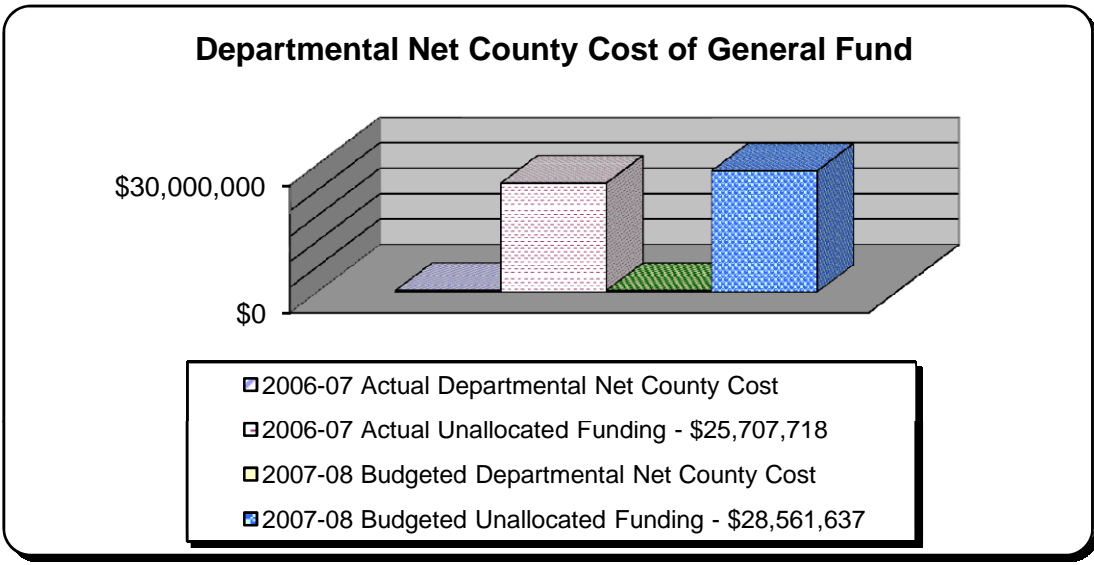 Departmental Net County Cost of General Fund
$30,000,000
$0
2006-07 Actual Departmental Net County Cost
2006-07 Actual Unallocated Funding - $25,707,718
2007-08 Budgeted Departmental Net County Cost
2007-08 Budgeted Unallocated Funding - $28,561,637